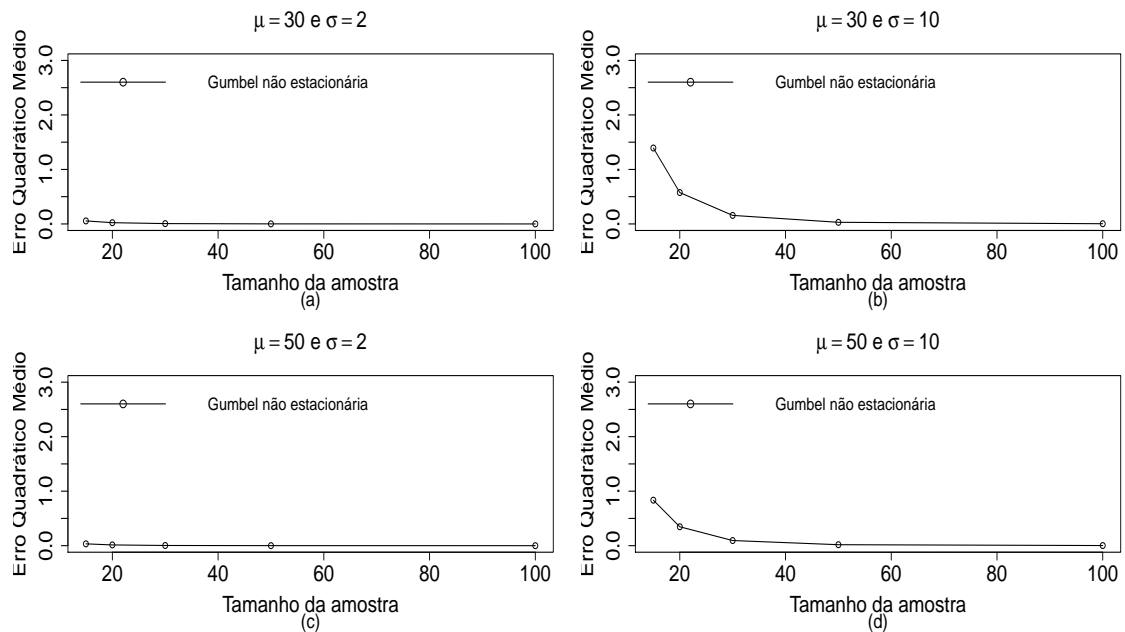 μ = 30 e σ = 2
Erro Quadrático Médio
0.0 1.0 2.0 3.0
Gumbel não estacionária
20 40 60 80 100
Tamanho da amostra
(a)
μ = 30 e σ = 10
Erro Quadrático Médio
0.0 1.0 2.0 3.0
Gumbel não estacionária
20 40 60 80 100
Tamanho da amostra
(b)
μ = 50 e σ = 2
Erro Quadrático Médio
0.0 1.0 2.0 3.0
Gumbel não estacionária
20 40 60 80 100
Tamanho da amostra
(c)
μ = 50 e σ = 10
Erro Quadrático Médio
0.0 1.0 2.0 3.0
Gumbel não estacionária
20 40 60 80 100
Tamanho da amostra
(d)